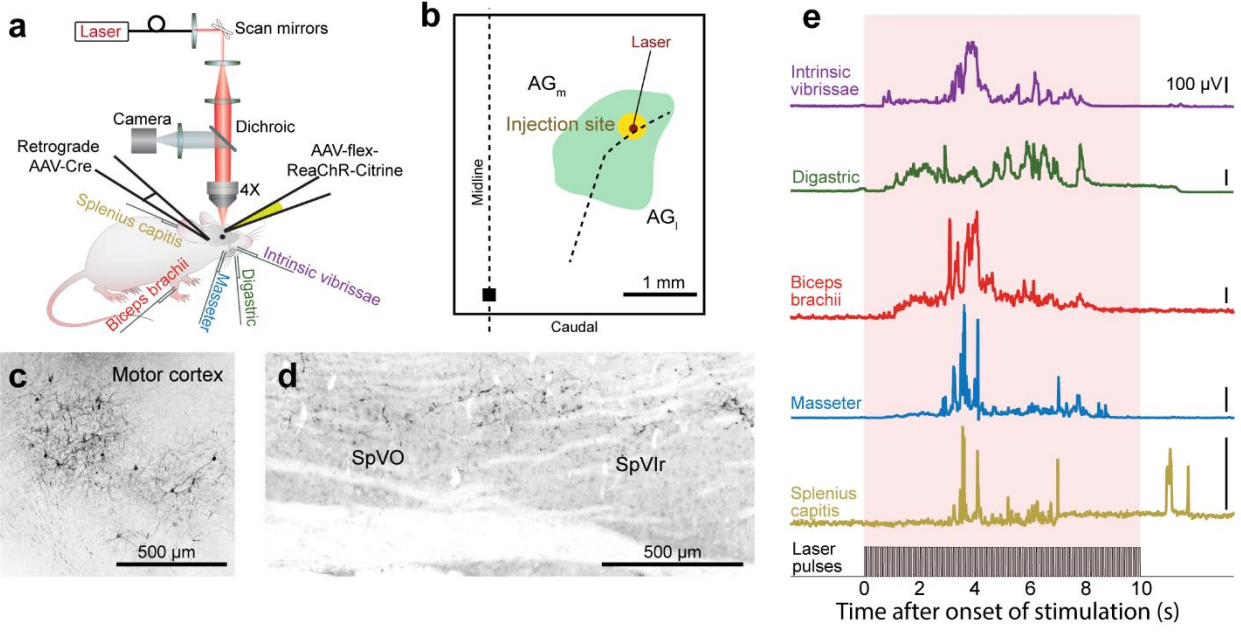 a
Laser
Scan mirrors
Camera
Dichroic
Retrograde
AAV-Cre
AAV-flex-
ReaChR-Citrine
4X
Splenius capitis
Biceps brachii
Masseter
Digastric
Intrinsic vibrissae
b
Laser
AGm
Injection site
Midline
AGl
1 mm
Caudal
c
Motor cortex
500 µm
d
SpVO
SpVIr
500 µm
e
Intrinsic
vibrissae
100 µV
Digastric
Biceps
brachii
Masseter
Splenius
capitis
Laser
pulses
0 2 4 6 8 10
Time after onset of stimulation (s)